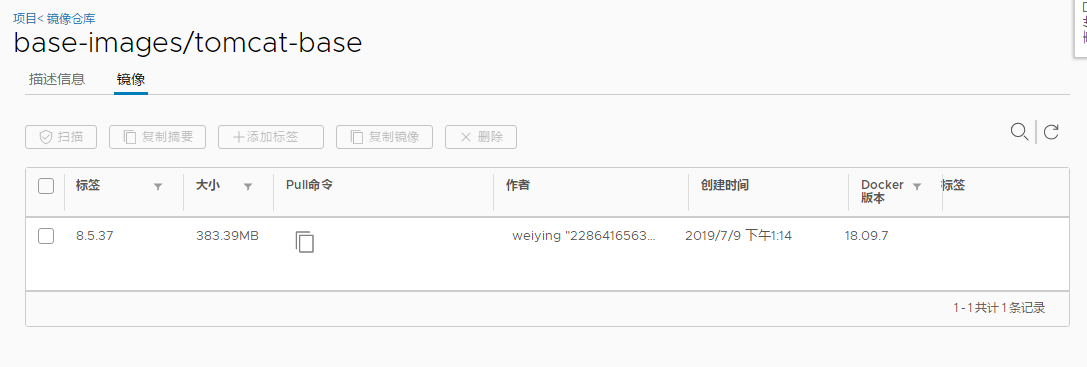 项目< 镜像仓库
base-images/tomcat-base
描述信息 镜像
扫描 复制摘要 添加标签 复制镜像 删除
标签 大小 Pull命令 作者 创建时间 Docker 版本 标签
8.5.37 383.39MB weiying "2286416563... 2019/7/9 下午1:14 18.09.7
1 - 1 共计 1 条记录